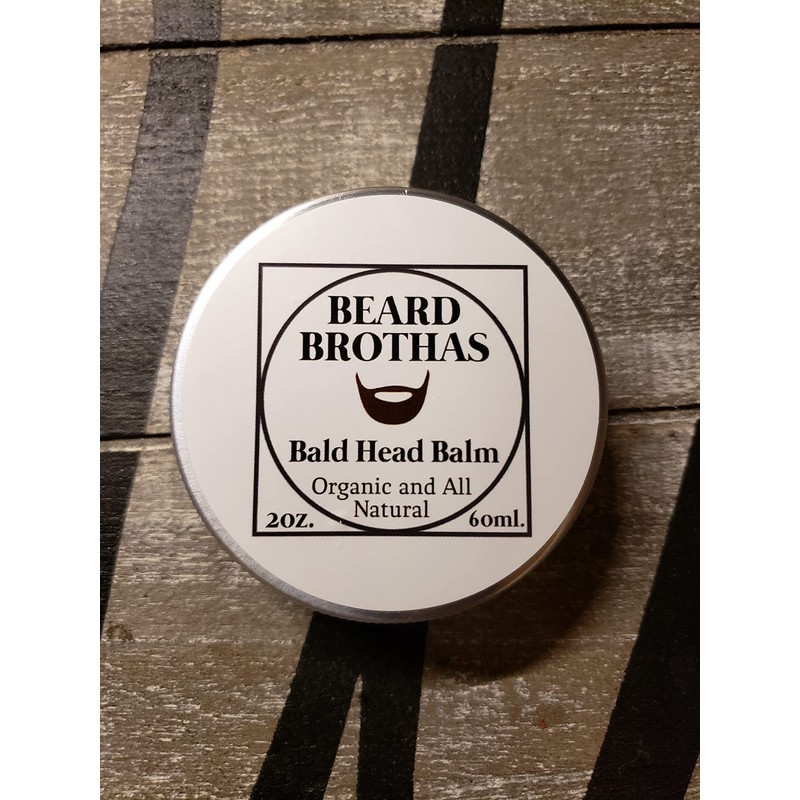 BEARD
BROTHAS
Bald Head Balm
Organic and All
Natural
2oz. 60ml.